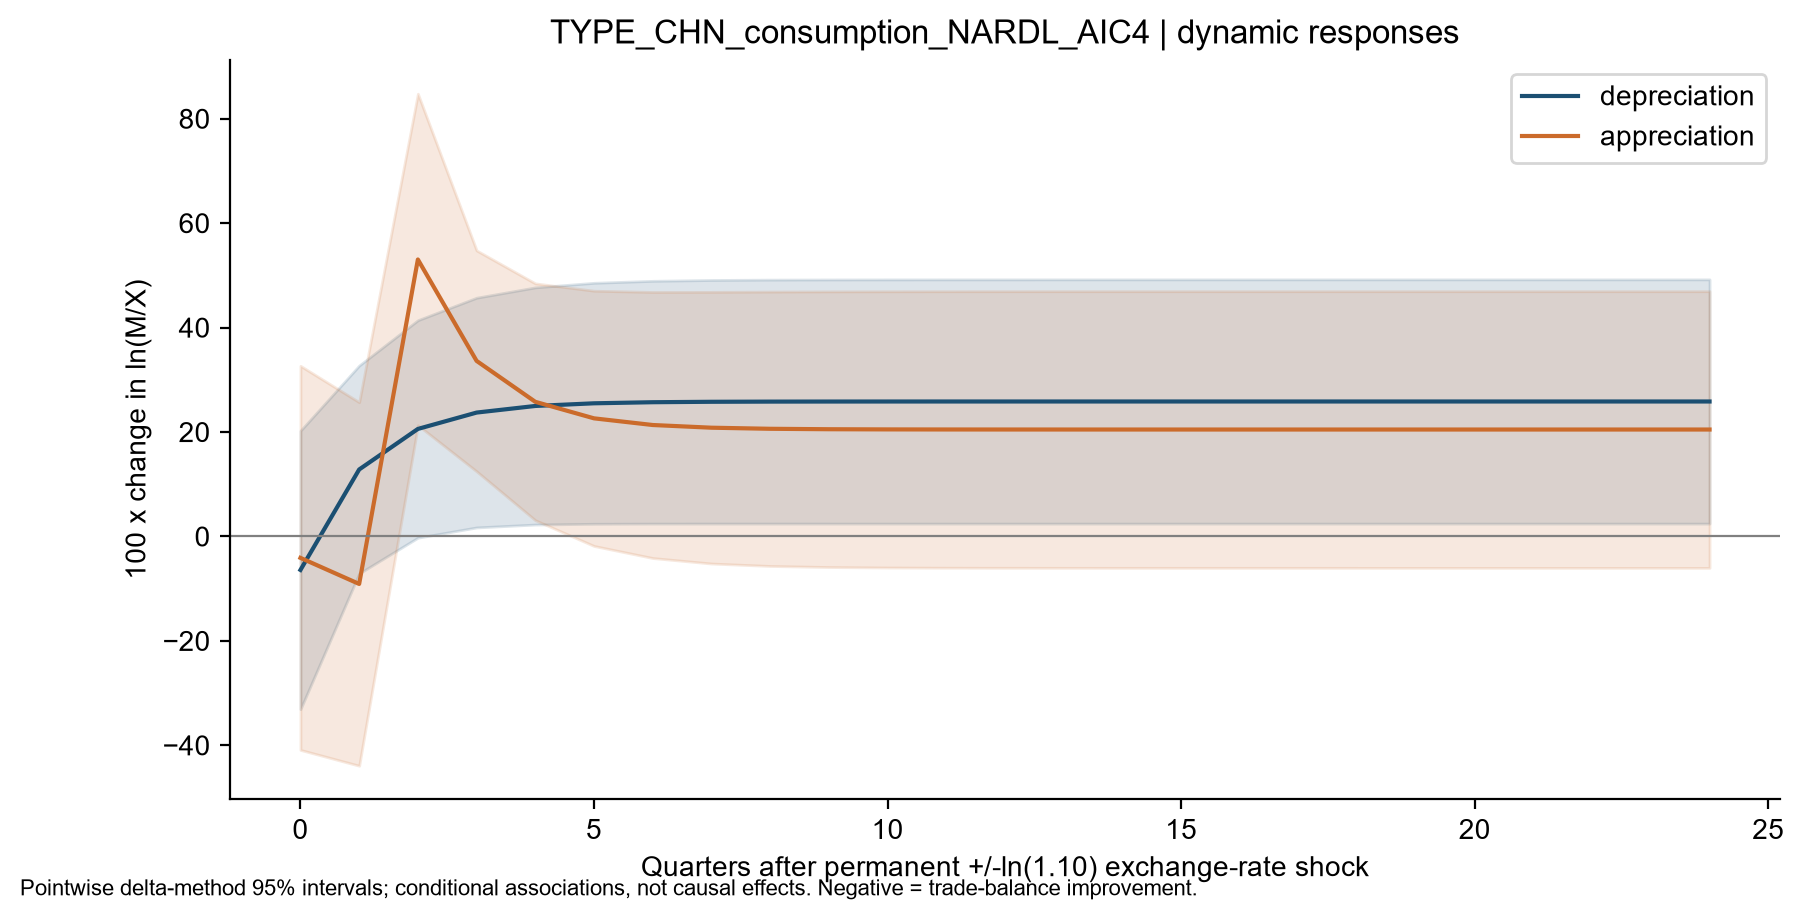 TYPE_CHN_consumption_NARDL_AIC4 | dynamic responses
depreciation
appreciation
100 x change in ln(M/X)
80
60
40
20
0
−20
−40
0
5
10
15
20
25
Quarters after permanent +/-ln(1.10) exchange-rate shock
Pointwise delta-method 95% intervals; conditional associations, not causal effects. Negative = trade-balance improvement.